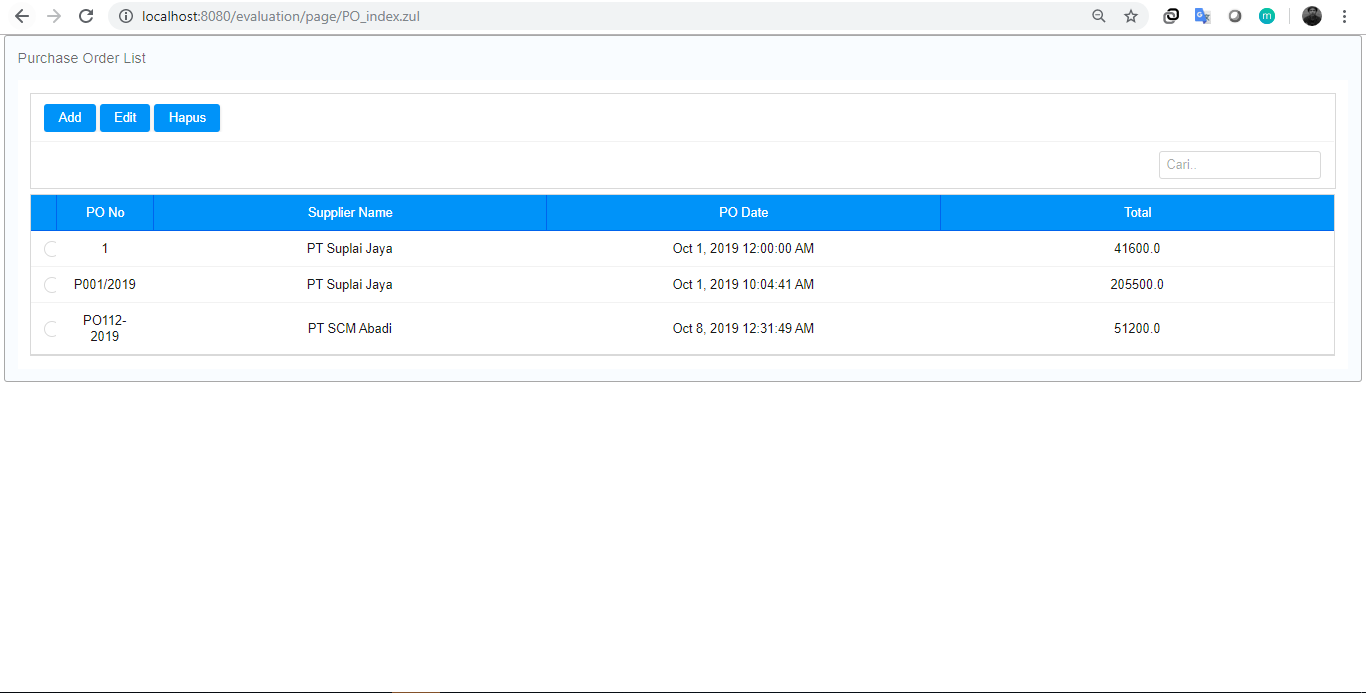 localhost:8080/evaluation/page/PO_index.zul
m
Purchase Order List
Add Edit Hapus
Cari..
PO No Supplier Name PO Date Total
1 PT Suplai Jaya Oct 1, 2019 12:00:00 AM 41600.0
P001/2019 PT Suplai Jaya Oct 1, 2019 10:04:41 AM 205500.0
PO112-
2019 PT SCM Abadi Oct 8, 2019 12:31:49 AM 51200.0